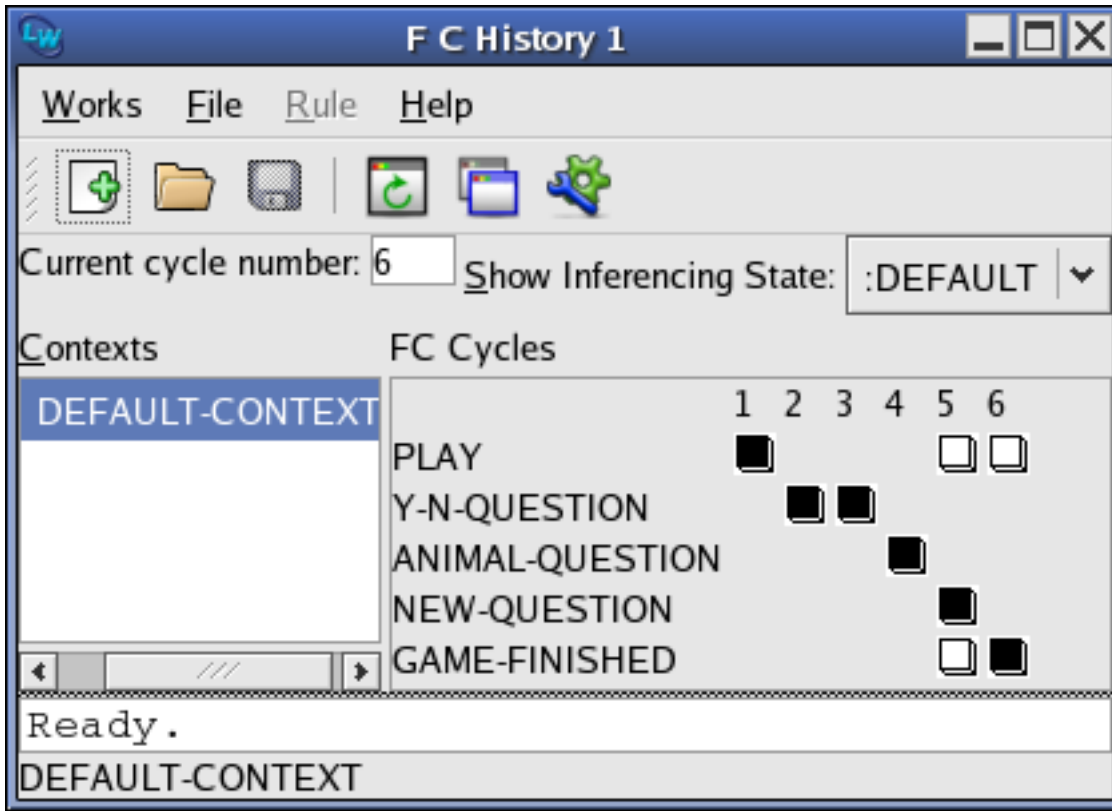 LW F C History 1
Works File Rule Help
Current cycle number: 6 Show Inferencing State: :DEFAULT
Contexts FC Cycles
DEFAULT-CONTEXT 1 2 3 4 5 6
PLAY
Y-N-QUESTION
ANIMAL-QUESTION
NEW-QUESTION
GAME-FINISHED
Ready.
DEFAULT-CONTEXT